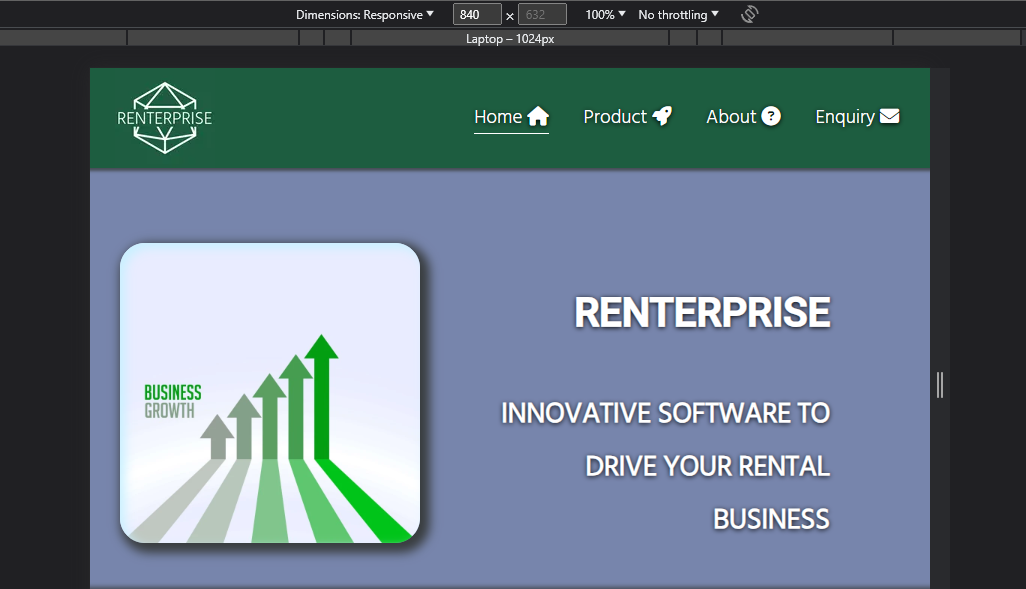 Dimensions: Responsive ▼ 840 × 632 100% ▼ No throttling ▼
Laptop – 1024px
RENTERPRISE
Home Product About ? Enquiry
RENTERPRISE
INNOVATIVE SOFTWARE TO
DRIVE YOUR RENTAL
BUSINESS
BUSINESS
GROWTH